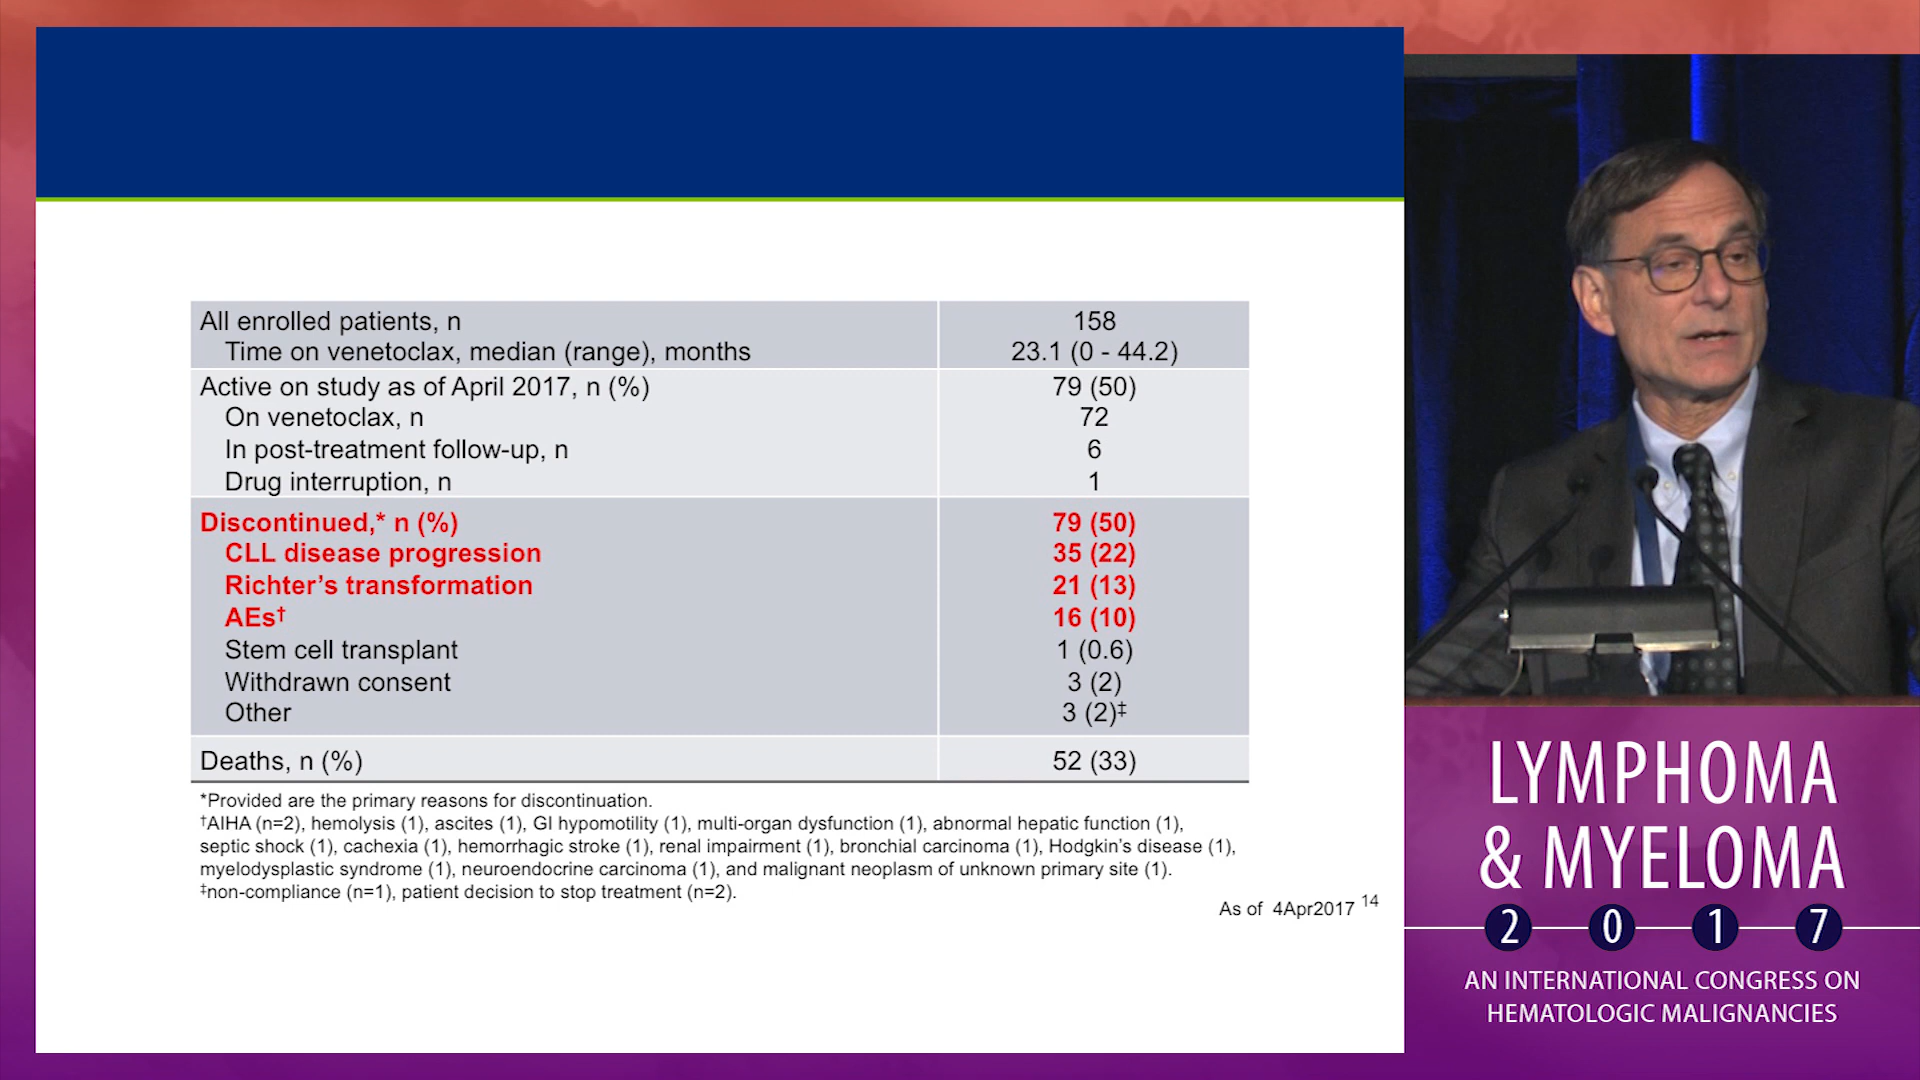 All enrolled patients, n 158
Time on venetoclax, median (range), months 23.1 (0 - 44.2)
Active on study as of April 2017, n (%) 79 (50)
On venetoclax, n 72
In post-treatment follow-up, n 6
Drug interruption, n 1
Discontinued,* n (%) 79 (50)
CLL disease progression 35 (22)
Richter’s transformation 21 (13)
AEs† 16 (10)
Stem cell transplant 1 (0.6)
Withdrawn consent 3 (2)
Other 3 (2)‡
Deaths, n (%) 52 (33)
*Provided are the primary reasons for discontinuation.
†AIHA (n=2), hemolysis (1), ascites (1), GI hypomotility (1), multi-organ dysfunction (1), abnormal hepatic function (1),
septic shock (1), cachexia (1), hemorrhagic stroke (1), renal impairment (1), bronchial carcinoma (1), Hodgkin’s disease (1),
myelodysplastic syndrome (1), neuroendocrine carcinoma (1), and malignant neoplasm of unknown primary site (1).
‡non-compliance (n=1), patient decision to stop treatment (n=2).
As of 4Apr2017 14
LYMPHOMA
& MYELOMA
2017
AN INTERNATIONAL CONGRESS ON
HEMATOLOGIC MALIGNANCIES